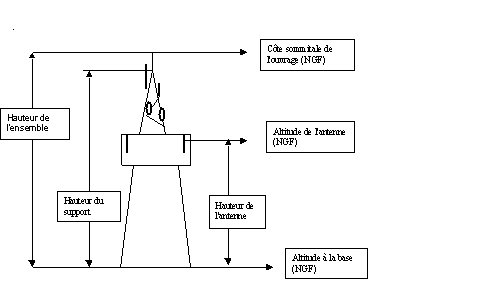 Côte sommitale de
l'ouvrage (NGF)
Hauteur de
l'ensemble
Altitude de l'antenne
(NGF)
Hauteur du
support
Hauteur de
l'antenne
Altitude à la base
(NGF)